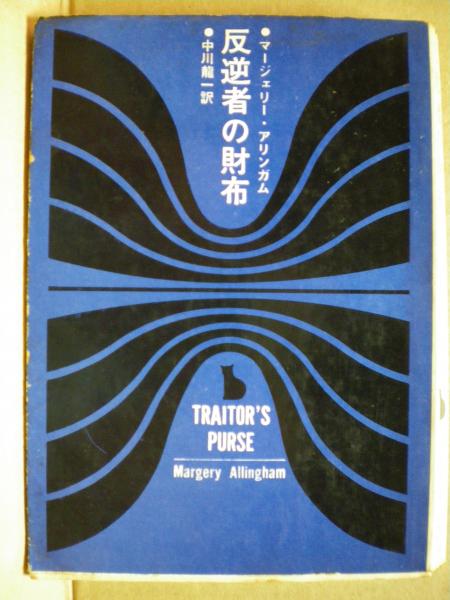 ●マージェリー・アリンガム
反逆者の財布
●中川龍一訳
TRAITOR'S
PURSE
Margery Allingham